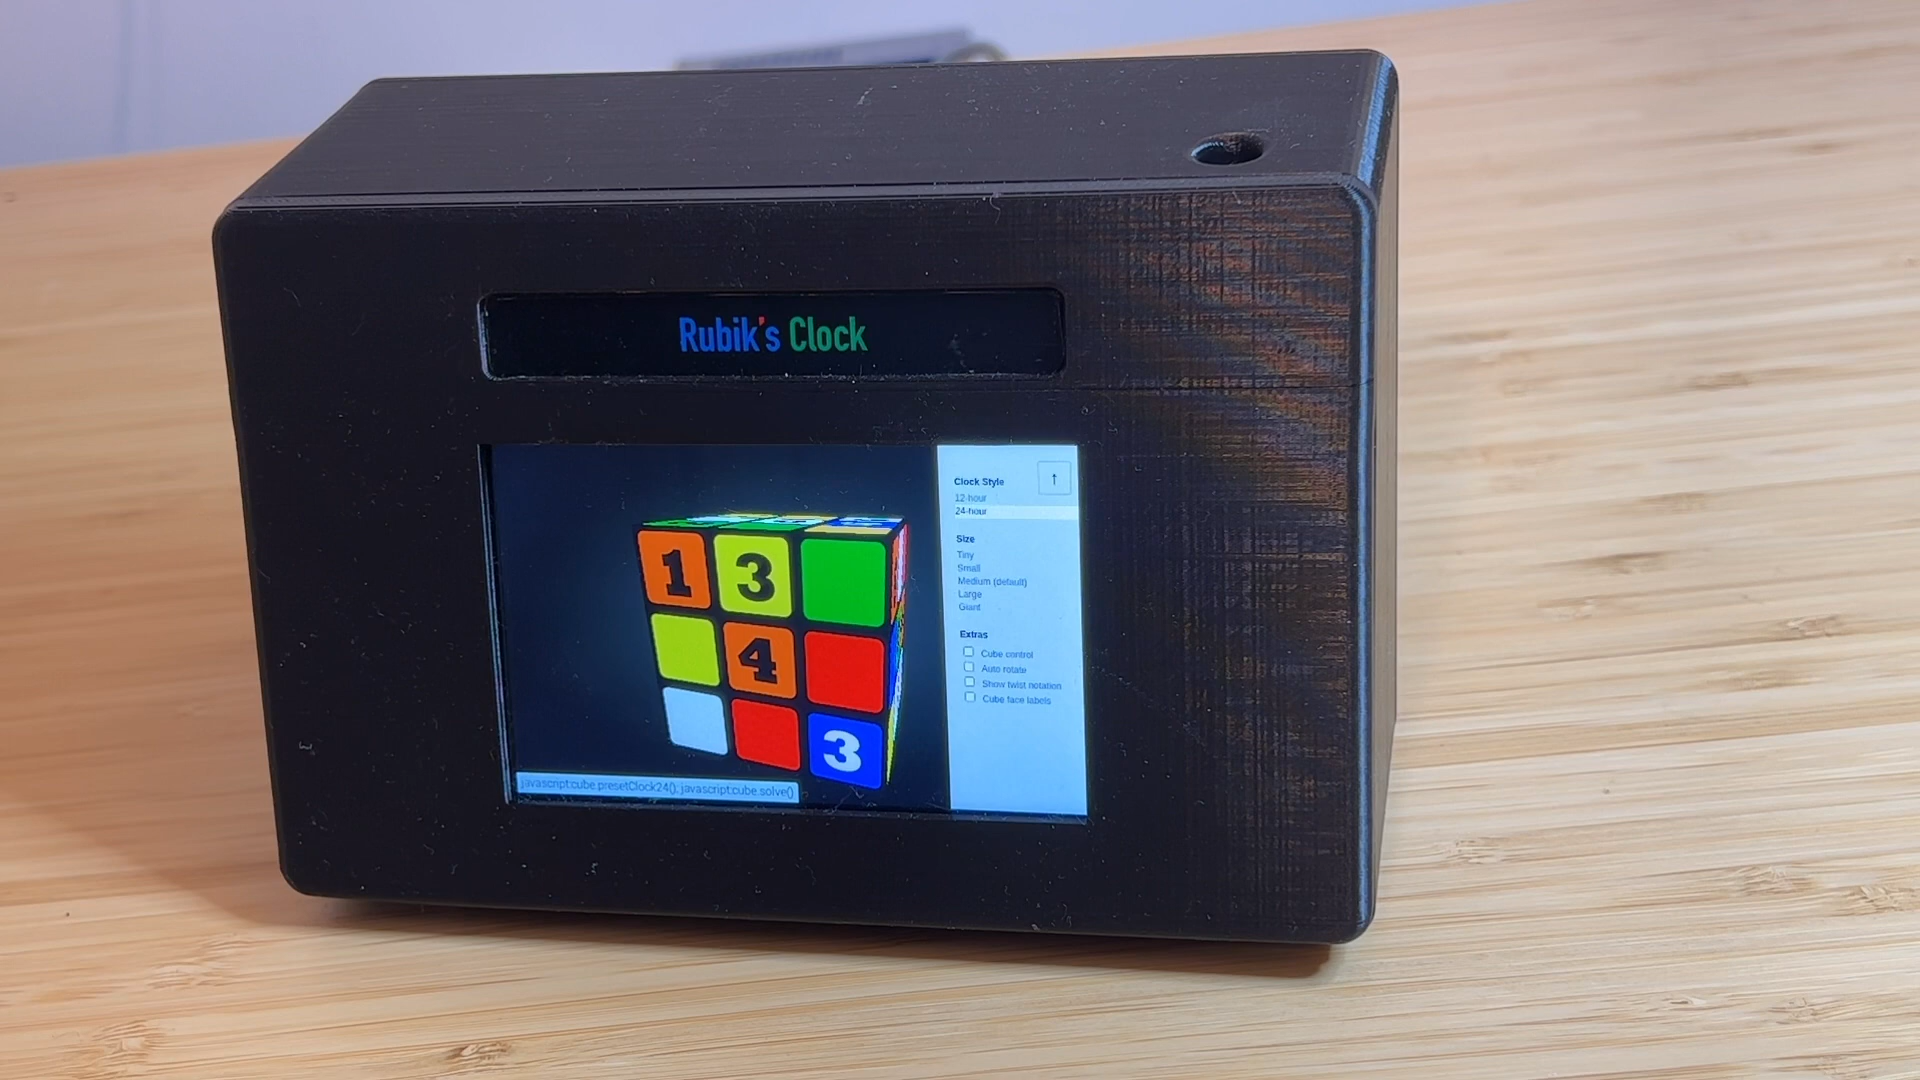 Rubik's Clock
1 3
4
3
Clock Style
↑
12-hour
24-hour
Size
Tiny
Small
Medium (default)
Large
Giant
Extras
Cube control
Auto rotate
Show twist notation
Cube face labels
javascript:cube.presetClock24(); javascript:cube.solve()